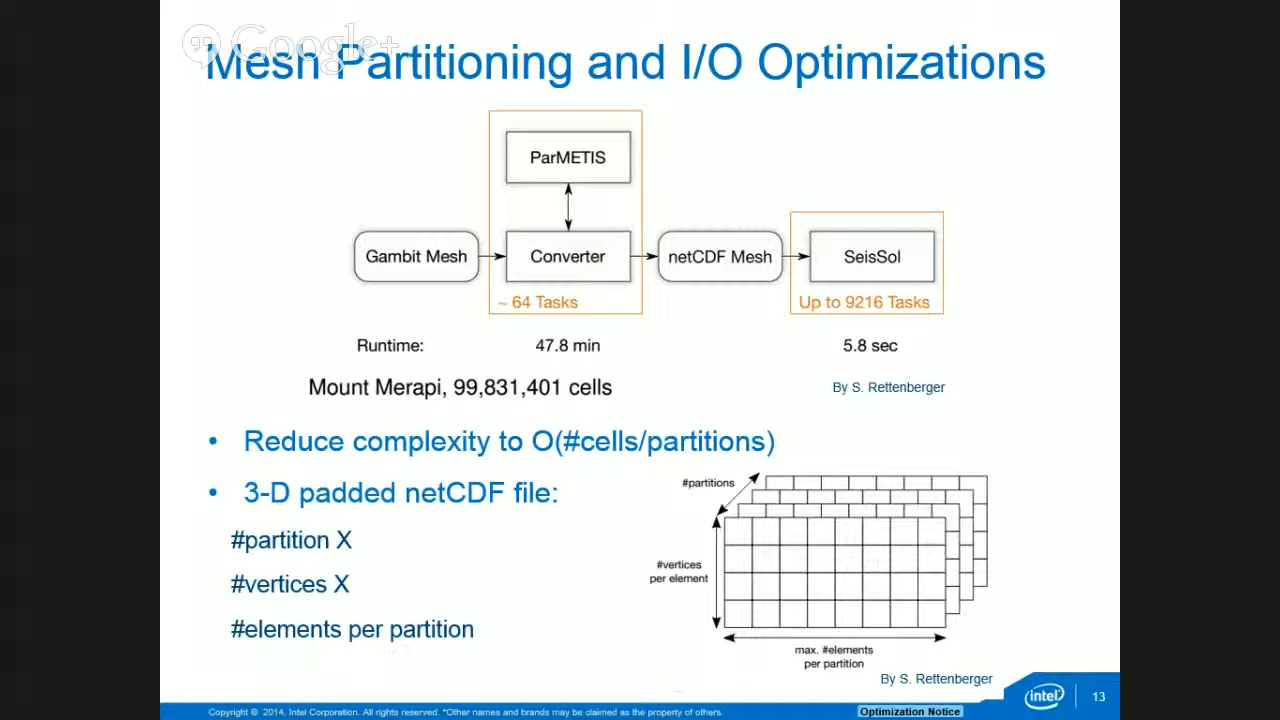 Google+
Mesh Partitioning and I/O Optimizations
ParMETIS
Gambit Mesh
Converter
netCDF Mesh
SeisSol
~ 64 Tasks
Up to 9216 Tasks
Runtime:
47.8 min
5.8 sec
Mount Merapi, 99,831,401 cells
By S. Rettenberger
• Reduce complexity to O(#cells/partitions)
• 3-D padded netCDF file:
#partition X
#vertices X
#elements per partition
#partitions
#vertices
per element
max. #elements
per partition
By S. Rettenberger
Copyright © 2014, Intel Corporation. All rights reserved. *Other names and brands may be claimed as the property of others.
Optimization Notice
intel
13